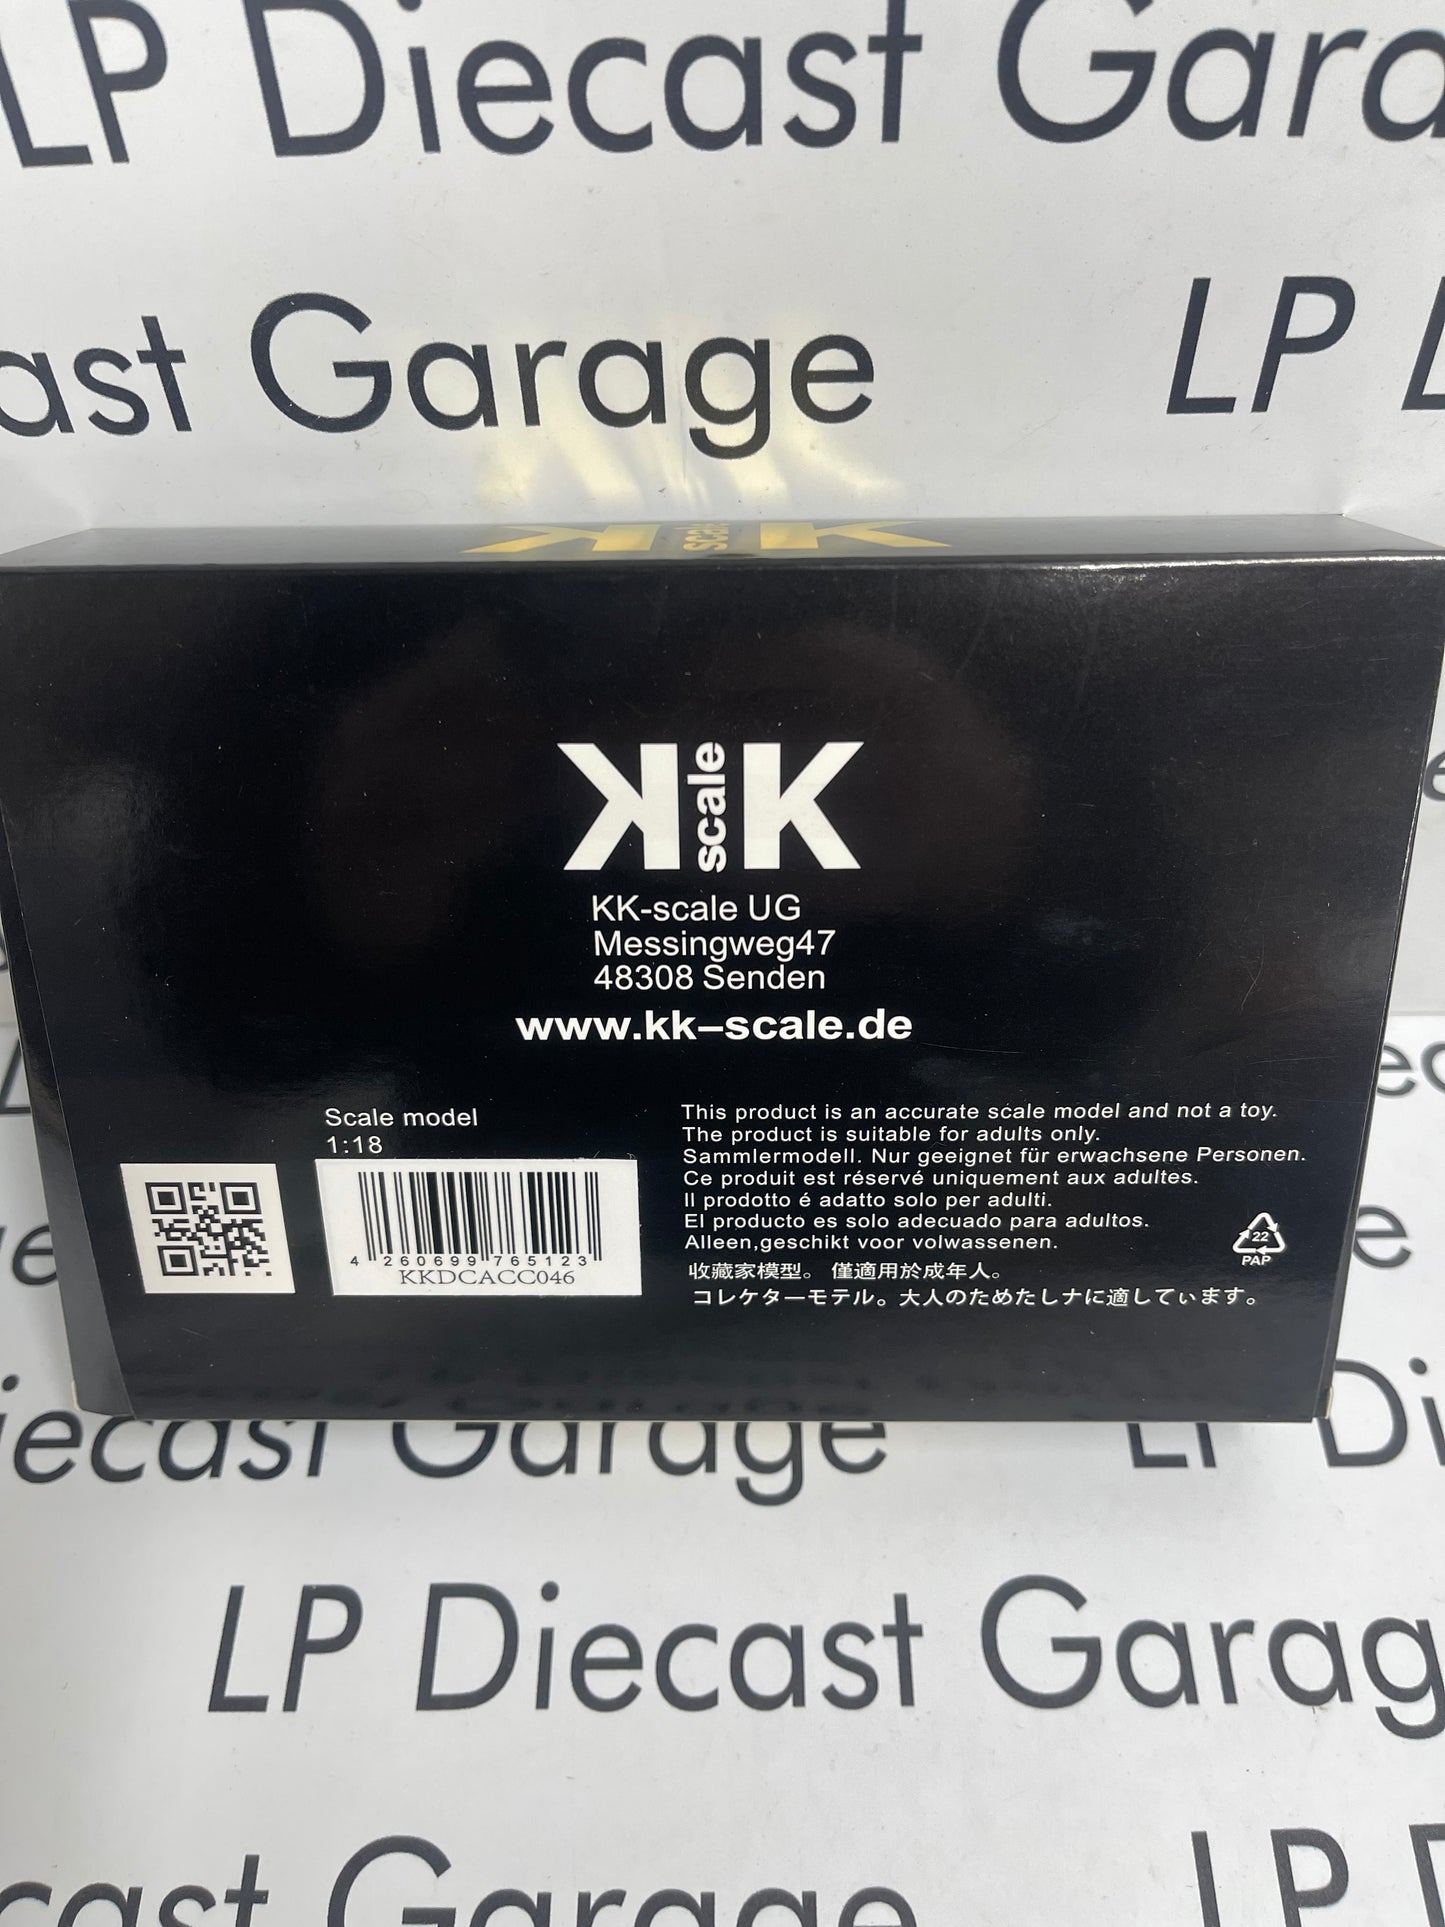 LP Diecast Gara
ast Garage LP D
K scale K
K scale K
KK-scale UG
Messingweg47
48308 Senden
www.kk–scale.de
Scale model
1:18
4 260699 765123
KKDCACC046
This product is an accurate scale model and not a toy.
The product is suitable for adults only.
Sammlermodell. Nur geeignet für erwachsene Personen.
Ce produit est réservé uniquement aux adultes.
Il prodotto é adatto solo per adulti.
El producto es solo adecuado para adultos.
Alleen,geschikt voor volwassenen.
收藏家模型。 僅適用於成年人。
コレケターモテル。大人のためたしナに適しています。
22
PAP
iecast Garage LP Di
LP Diecast Garag
cast Garage LP D